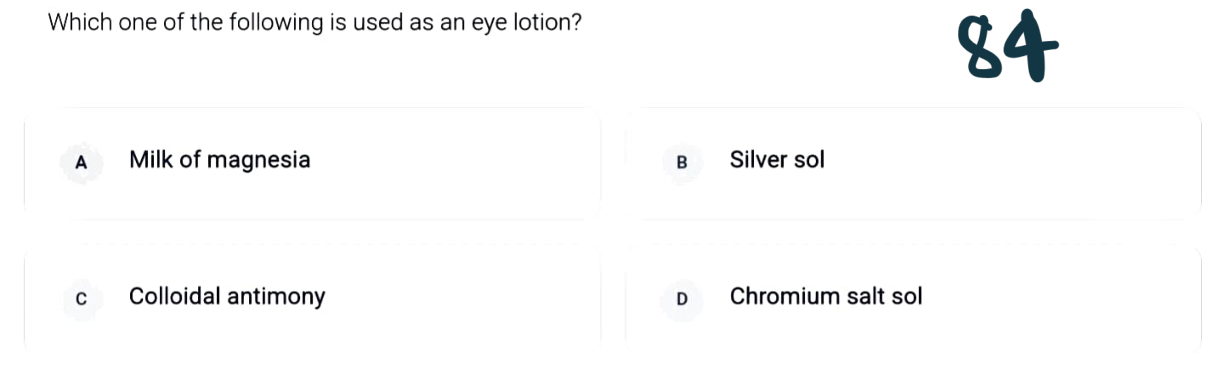 Which one of the following is used as an eye lotion?
84
A Milk of magnesia
B Silver sol
C Colloidal antimony
D Chromium salt sol